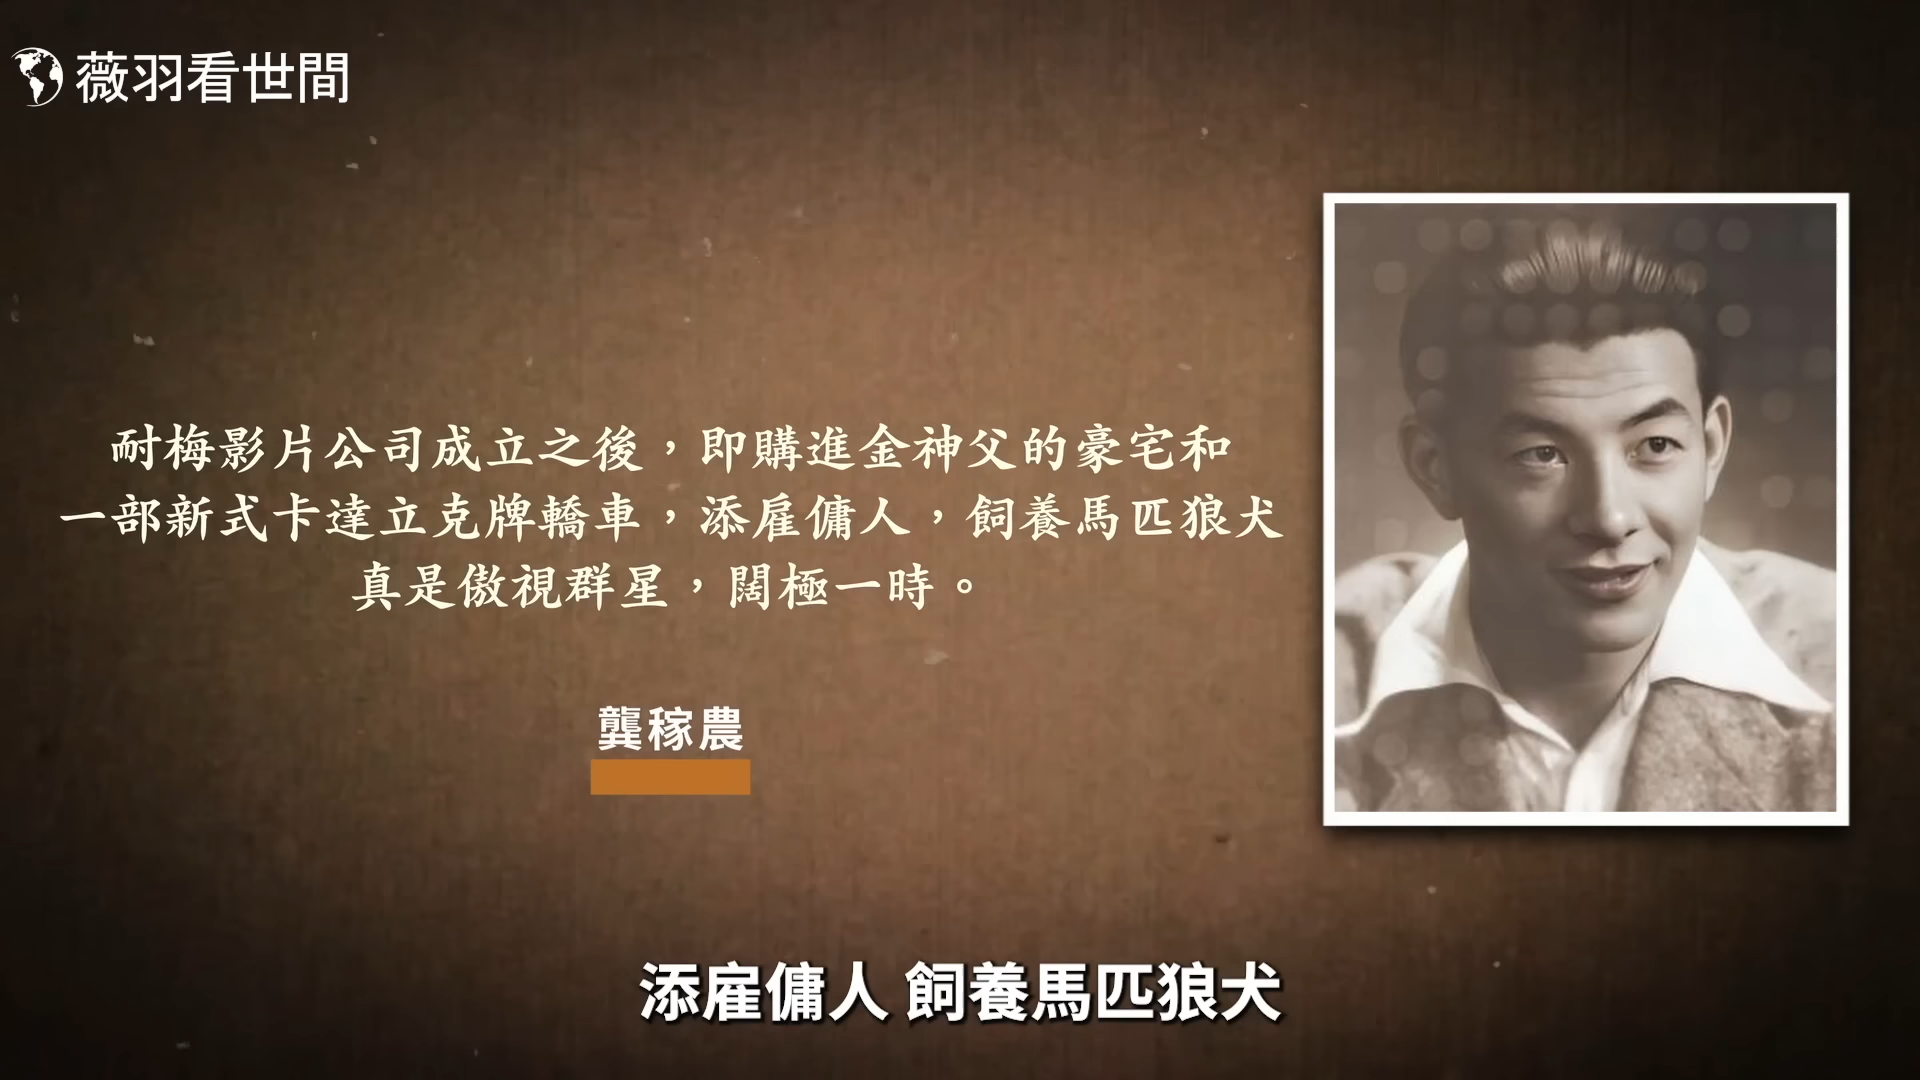 薇羽看世間
耐梅影片公司成立之後，即購進金神父的豪宅和
一部新式卡達立克牌轎車，添雇傭人，飼養馬匹狼犬
真是傲視群星，闊極一時。
龔稼農
添雇傭人 飼養馬匹狼犬